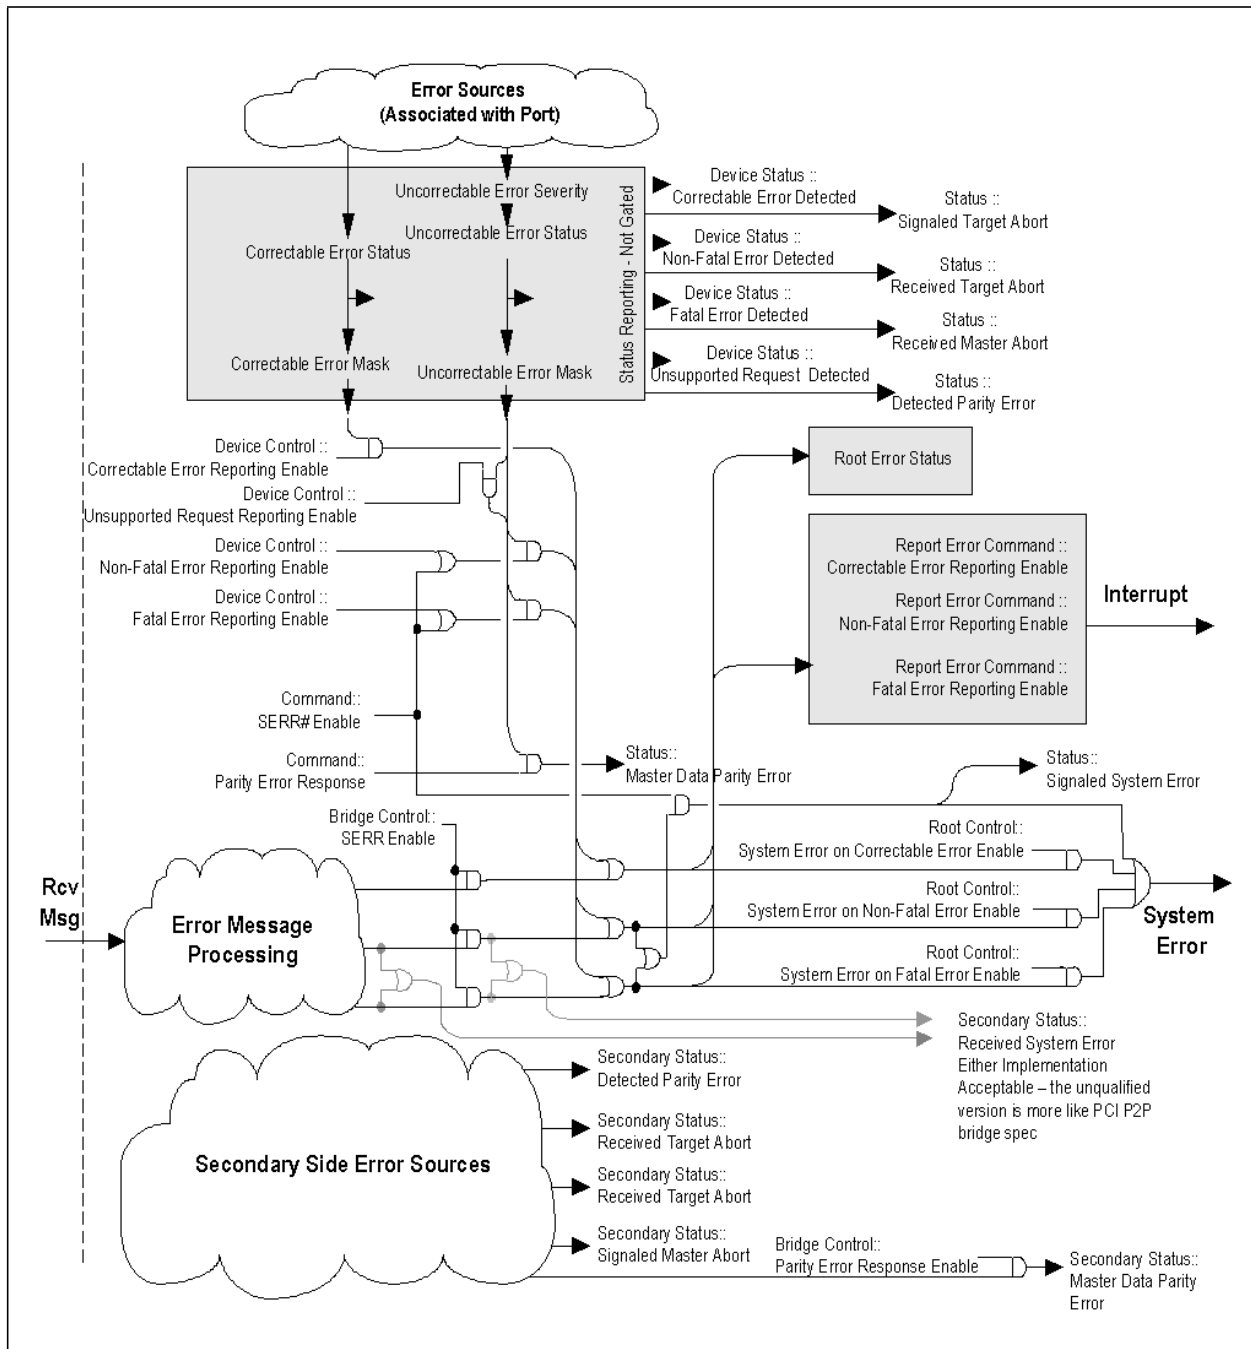 Error Sources
(Associated with Port)
Uncorrectable Error Severity
Uncorrectable Error Status
Correctable Error Status
Correctable Error Mask
Uncorrectable Error Mask
Status Reporting - Not Gated
Device Status ::
Correctable Error Detected
Status ::
Signaled Target Abort
Device Status ::
Non-Fatal Error Detected
Status ::
Received Target Abort
Device Status ::
Fatal Error Detected
Status ::
Received Master Abort
Device Status ::
Unsupported Request Detected
Status ::
Detected Parity Error
Device Control ::
Correctable Error Reporting Enable
Device Control ::
Unsupported Request Reporting Enable
Device Control ::
Non-Fatal Error Reporting Enable
Device Control ::
Fatal Error Reporting Enable
Root Error Status
Report Error Command ::
Correctable Error Reporting Enable
Report Error Command ::
Non-Fatal Error Reporting Enable
Report Error Command ::
Fatal Error Reporting Enable
Interrupt
Command::
SERR# Enable
Command::
Parity Error Response
Status::
Master Data Parity Error
Status::
Signaled System Error
Bridge Control::
SERR Enable
Root Control::
System Error on Correctable Error Enable
Root Control::
System Error on Non-Fatal Error Enable
Root Control::
System Error on Fatal Error Enable
System
Error
Rcv
Msg
Error Message
Processing
Secondary Status::
Received System Error
Either Implementation
Acceptable – the unqualified
version is more like PCI P2P
bridge spec
Secondary Side Error Sources
Secondary Status::
Detected Parity Error
Secondary Status::
Received Target Abort
Secondary Status::
Received Target Abort
Secondary Status::
Signaled Master Abort
Bridge Control::
Parity Error Response Enable
Secondary Status::
Master Data Parity
Error